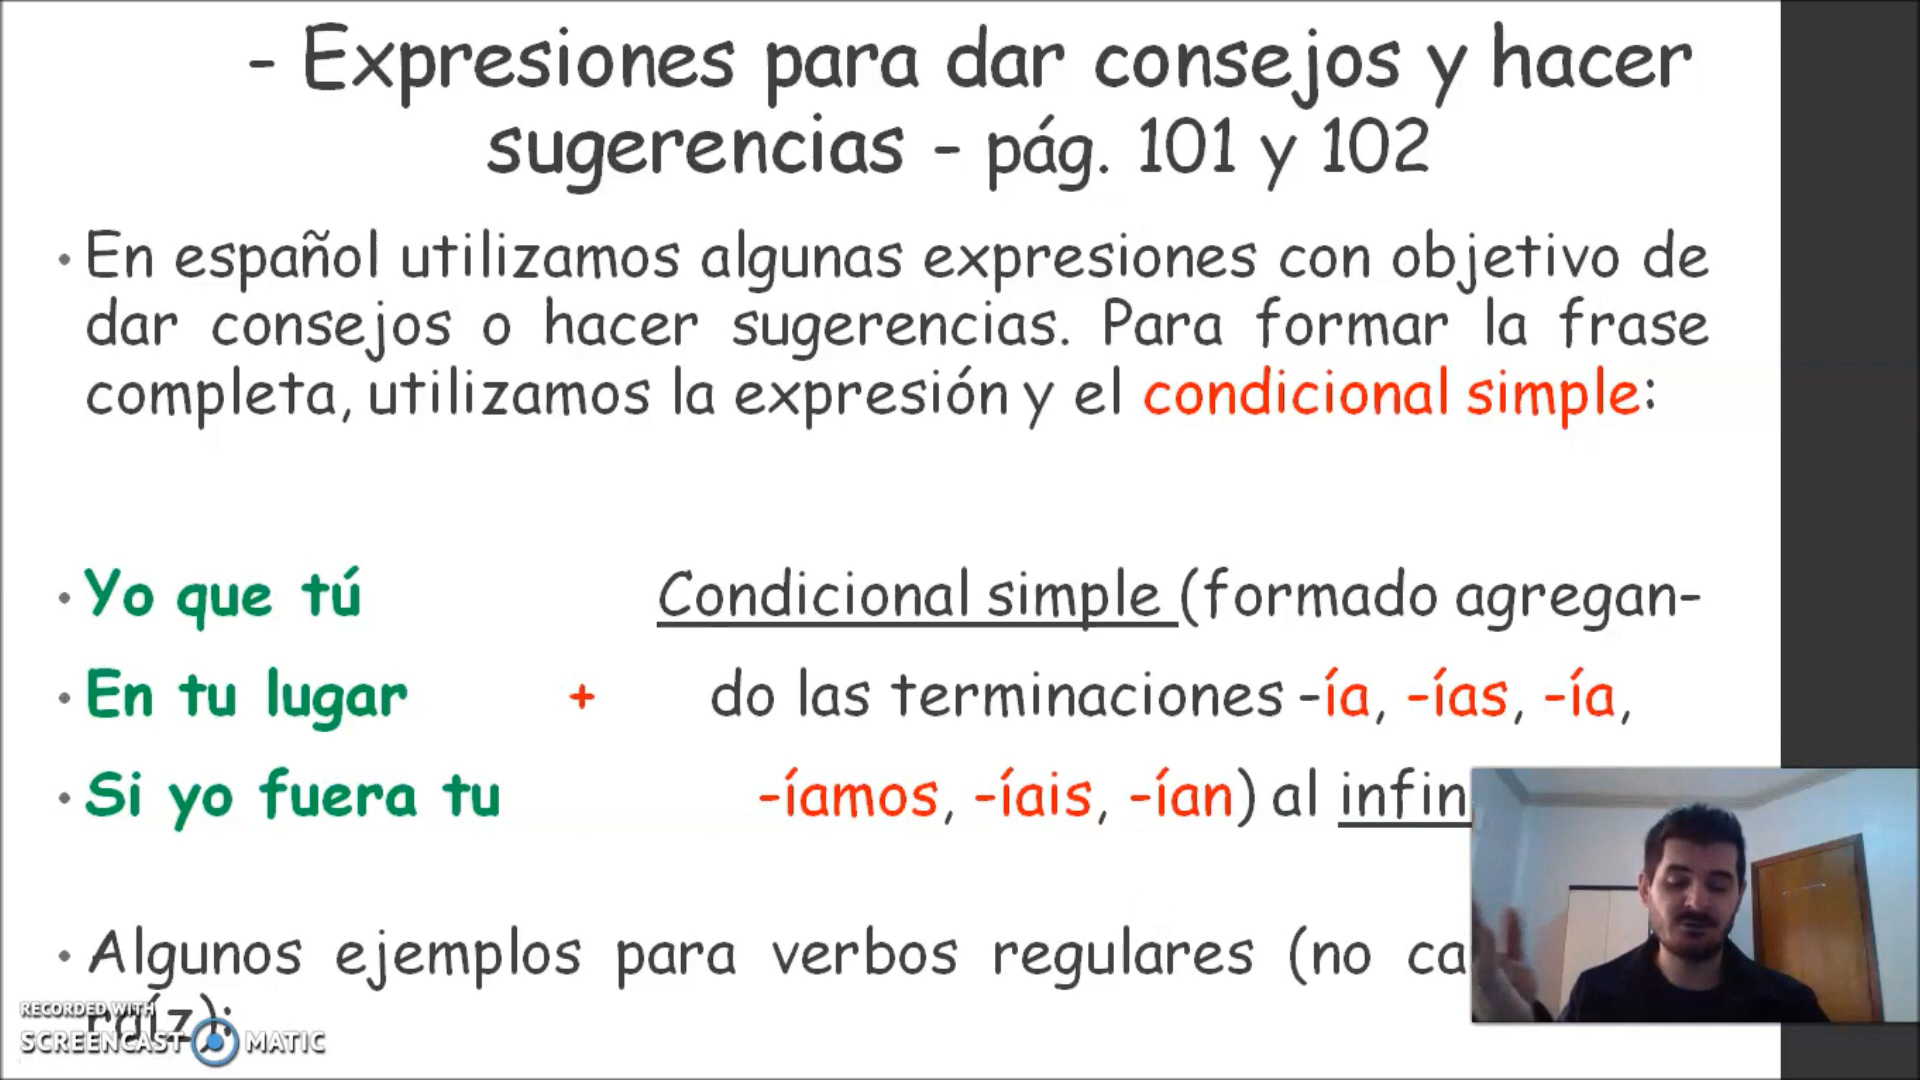 - Expresiones para dar consejos y hacer
sugerencias - pág. 101 y 102
• En español utilizamos algunas expresiones con objetivo de
dar consejos o hacer sugerencias. Para formar la frase
completa, utilizamos la expresión y el condicional simple:
• Yo que tú Condicional simple (formado agregan-
• En tu lugar + do las terminaciones -ía, -ías, -ía,
• Si yo fuera tu -íamos, -íais, -ían) al
• Algunos ejemplos para verbos regulares (no
raíz):
RECORDED WITH
SCREENCAST MATIC